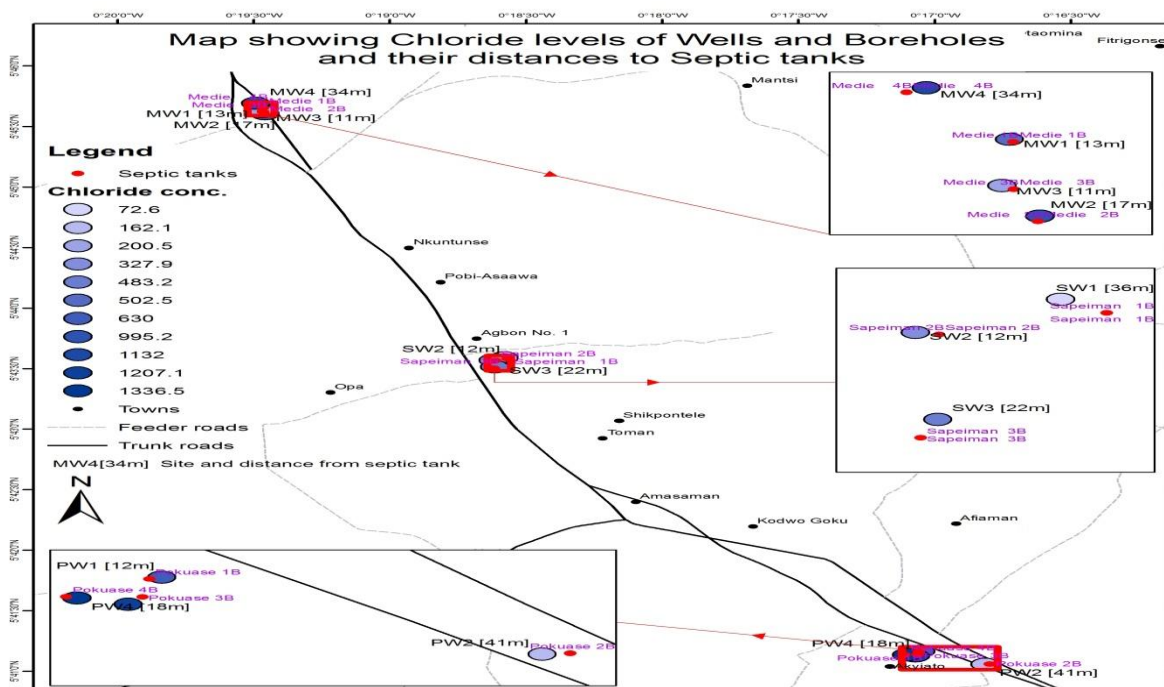 0°20'0"W 0°19'30"W 0°19'0"W 0°18'30"W 0°18'0"W 0°17'30"W 0°17'0"W 0°16'30"W
Map showing Chloride levels of Wells and Boreholes
and their distances to Septic tanks
taomina
Fitrigonse
Mantsi
MW4 [34m]
Medie 1B
Medie 2B
MW1 [13m]
MW3 [11m]
MW2 [17m]
Medie 4B
4B
MW4 [34m]
Medie
Medie 1B
MW1 [13m]
Medie 3B
Medie 3B
MW3 [11m]
MW2 [17m]
Medie
Medie 2B
Legend
Septic tanks
Chloride conc.
72.6
162.1
200.5
327.9
483.2
502.5
630
995.2
1132
1207.1
1336.5
Towns
Feeder roads
Trunk roads
MW4[34m] Site and distance from septic tank
N
Nkuntunse
Pobi-Asaawa
Agbon No. 1
SW2 [12m]
Sapeiman 2B
Sapeiman
Sapeiman 1B
SW3 [22m]
Opa
Shikpontele
Toman
Amasaman
Kodwo Goku
Afiaman
SW1 [36m]
Sapeiman 1B
Sapeiman 1B
Sapeiman 2B
Sapeiman 2B
SW2 [12m]
SW3 [22m]
Sapeiman 3B
Sapeiman 3B
PW1 [12m]
Pokuase 1B
Pokuase 4B
Pokuase 3B
PW4 [18m]
PW2 [41m]
Pokuase 2B
PW4 [18m]
Pokuase 2B
PW2 [41m]